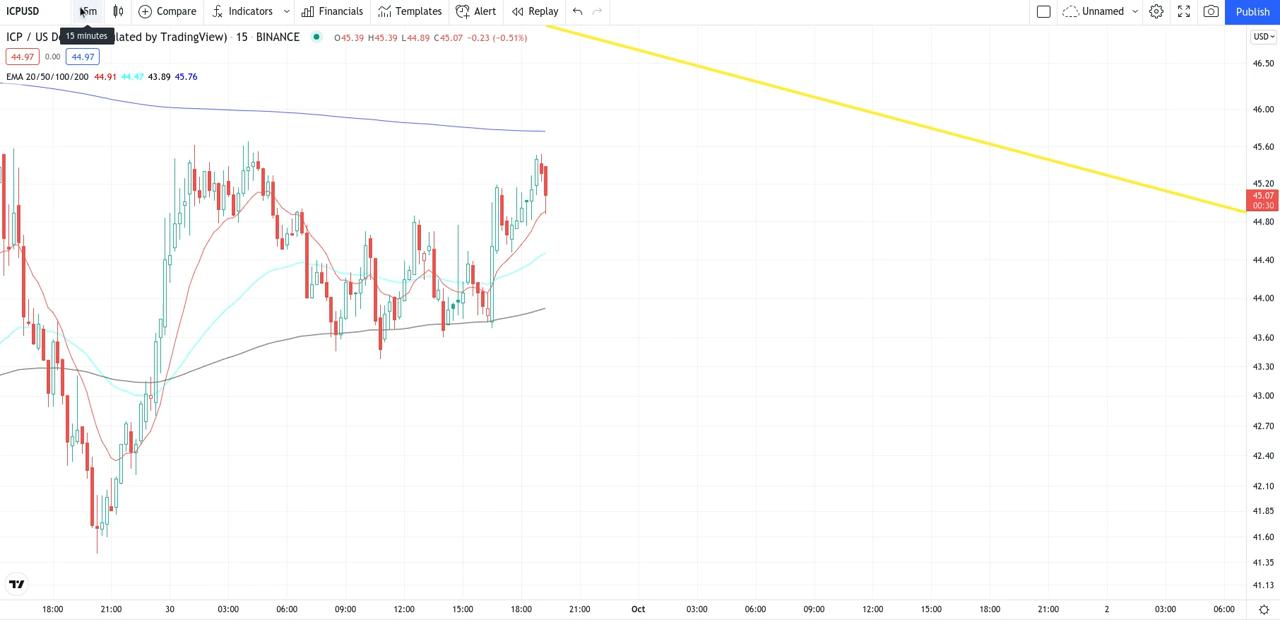 ICPUSD 15m Compare Indicators Financials Templates Alert Replay Unnamed Publish
15 minutes
ICP / US D lated by TradingView) · 15 · BINANCE O45.39 H45.39 L44.89 C45.07 −0.23 (−0.51%)
USD
44.97 0.00 44.97
EMA 20/50/100/200 44.91 44.47 43.89 45.76
46.50
46.00
45.60
45.20
45.07
00:30
44.80
44.40
44.00
43.60
43.30
43.00
42.70
42.40
42.10
41.85
41.60
41.35
41.13
18:00 21:00 30 03:00 06:00 09:00 12:00 15:00 18:00 21:00 Oct 03:00 06:00 09:00 12:00 15:00 18:00 21:00 2 03:00 06:00